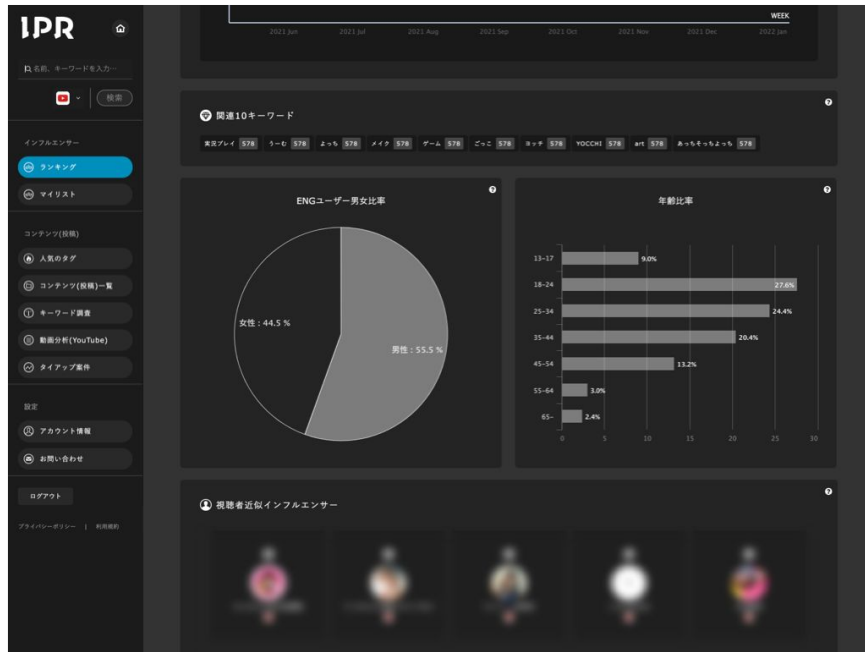 IPR
名前、キーワードを入力…
検索
インフルエンサー
ランキング
マイリスト
コンテンツ(投稿)
人気のタグ
コンテンツ(投稿)一覧
キーワード調査
動画分析(YouTube)
タイアップ案件
設定
アカウント情報
お問い合わせ
ログアウト
プライバシーポリシー | 利用規約
WEEK
2021 Jun 2021 Jul 2021 Aug 2021 Sep 2021 Oct 2021 Nov 2021 Dec 2022 Jan
関連10キーワード
実況プレイ 578 うーむ 578 よっち 578 メイク 578 ゲーム 578 ごっこ 578 ヨッチ 578 YOCCHI 578 art 578 あっちそっちよっち 578
ENGユーザー男女比率
女性 : 44.5 %
男性 : 55.5 %
年齢比率
13-17 9.0%
18-24 27.6%
25-34 24.4%
35-44 20.4%
45-54 13.2%
55-64 3.0%
65- 2.4%
0 5 10 15 20 25 30
視聴者近似インフルエンサー